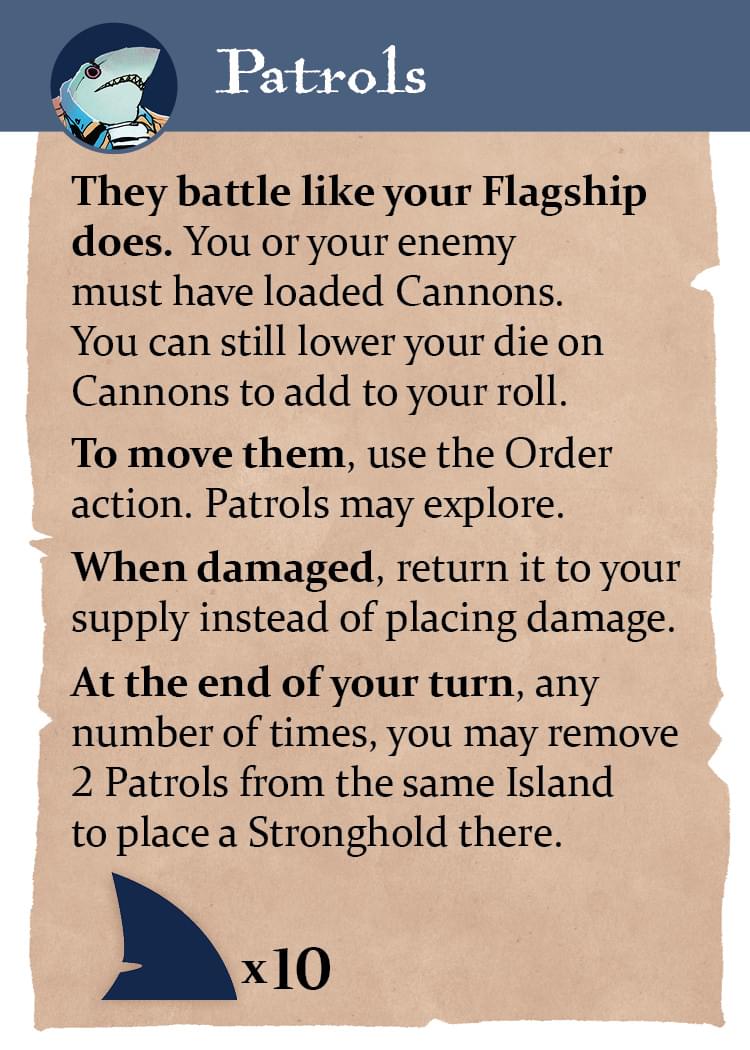 Patrols
They battle like your Flagship
does. You or your enemy
must have loaded Cannons.
You can still lower your die on
Cannons to add to your roll.
To move them, use the Order
action. Patrols may explore.
When damaged, return it to your
supply instead of placing damage.
At the end of your turn, any
number of times, you may remove
2 Patrols from the same Island
to place a Stronghold there.
x10